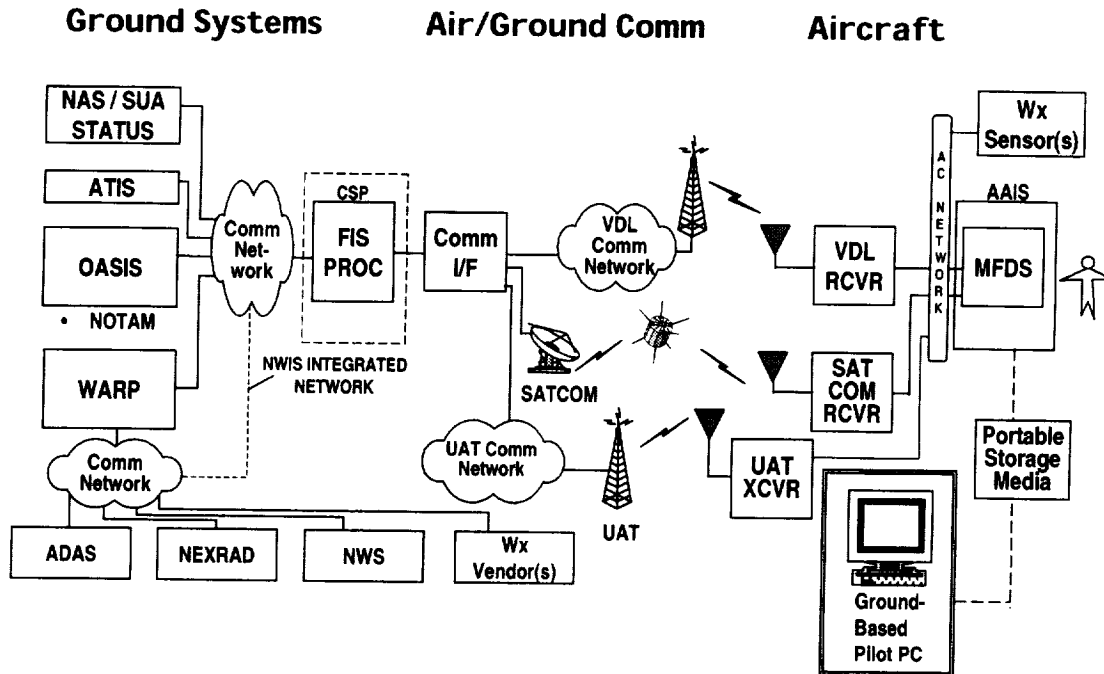 Ground Systems
Air/Ground Comm
Aircraft
NAS / SUA
STATUS
ATIS
OASIS
• NOTAM
WARP
Comm
Net-
work
CSP
FIS
PROC
Comm
I/F
NWIS INTEGRATED
NETWORK
Comm
Network
ADAS
NEXRAD
NWS
Wx
Vendor(s)
VDL
Comm
Network
SATCOM
UAT Comm
Network
UAT
VDL
RCVR
SAT
COM
RCVR
UAT
XCVR
AC NETWORK
Wx
Sensor(s)
AAIS
MFDS
Portable
Storage
Media
Ground-
Based
Pilot PC